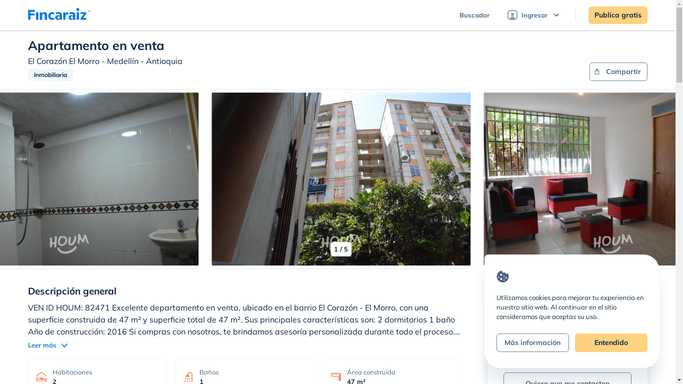 Fincaraiz
Buscador
Ingresar
Publica gratis
Apartamento en venta
El Corazón El Morro - Medellín - Antioquia
Inmobiliaria
Compartir
HOUM
HOUM
HOUM
1 / 5
Descripción general
VEN ID HOUM: 82471 Excelente departamento en venta, ubicado en el barrio El Corazón - El Morro, con una
superficie construida de 47 m² y superficie total de 47 m². Sus principales características son: 2 dormitorios 1 baño
Año de construcción: 2016 Si compras con nosotros, te brindamos asesoría personalizada durante todo el proceso....
Leer más
Habitaciones
2
Baños
1
Área construida
47 m²
Utilizamos cookies para mejorar tu experiencia en
nuestro sitio web. Al continuar en el sitio
consideramos que aceptas su uso.
Más información
Entendido
Quiero que me contacten